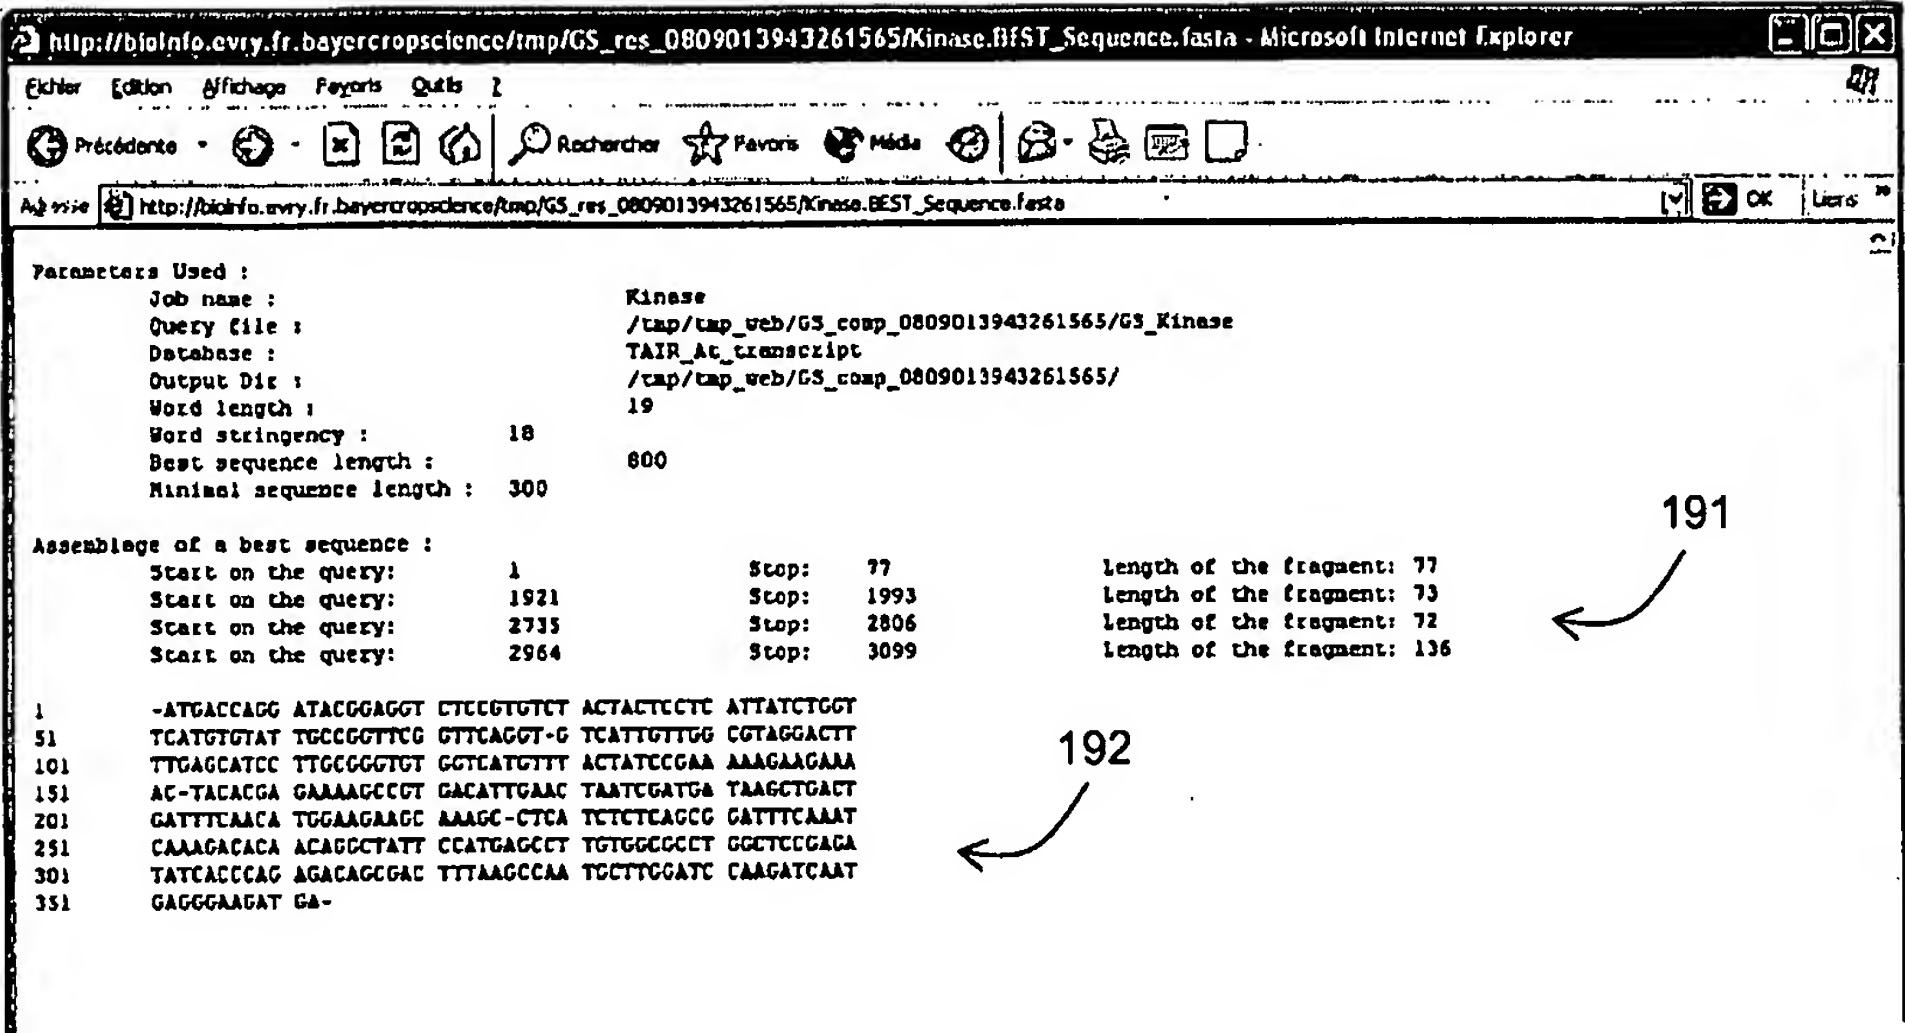 http://bioinfo.evry.fr.bayercropscience/tmp/GS_res_0809013943261565/Kinase.BEST_Sequence.fasta - Microsoft Internet Explorer
Fichier Edition Affichage Favoris Outils ?
Précédente Rechercher Favoris Média
Adresse http://bioinfo.evry.fr.bayercropscience/tmp/GS_res_0809013943261565/Kinase.BEST_Sequence.fasta OK Liens »
Parameters Used :
Job name : Kinase
Query file : /tmp/tmp_web/GS_comp_0809013943261565/GS_Kinase
Database : TAIR_At_transcript
Output Dir : /tmp/tmp_web/GS_comp_0809013943261565/
Word length : 19
Word stringency : 18
Best sequence length : 800
Minimal sequence length : 300
191
Assemblage of a best sequence :
Start on the query: 1 Stop: 77 Length of the fragment: 77
Start on the query: 1921 Stop: 1993 Length of the fragment: 73
Start on the query: 2735 Stop: 2806 Length of the fragment: 72
Start on the query: 2964 Stop: 3099 Length of the fragment: 136
1 -ATGACCAGG ATACGGAGGT CTCCGTGTCT ACTACTCCTC ATTATCTGGT
51 TCATGTGTAT TGCCGGTTCG GTTCAGGT-G TCATTGTTGG CGTAGGACTT
101 TTGAGCATCC TTGCGGGTGT GGTCATGTTT ACTATCCGAA AAAGAAGAAA
151 AC-TACACGA GAAAAGCCGT GACATTGAAC TAATCGATGA TAAGCTGACT
201 GATTTCAACA TGGAAGAAGC AAAGC-CTCA TCTCTCAGCG GATTTCAAAT
251 CAAAGACACA ACAGGCTATT CCATGAGCCT TGTGGCGCCT GGCTCCGAGA
301 TATCACCCAG AGACAGCGAC TTTAAGCCAA TGCTTGGATC CAAGATCAAT
351 GAGGGAAGAT GA-
192